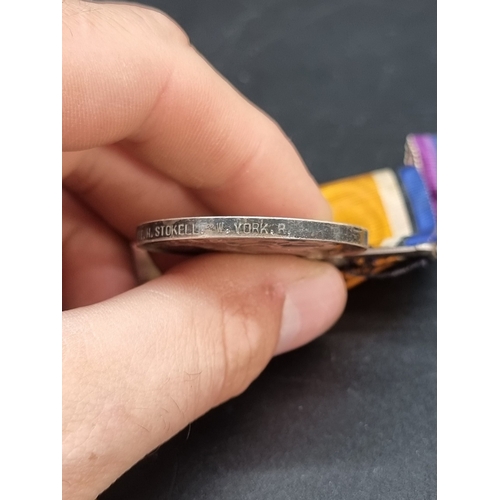 H. STOKELL. W. YORK. R.